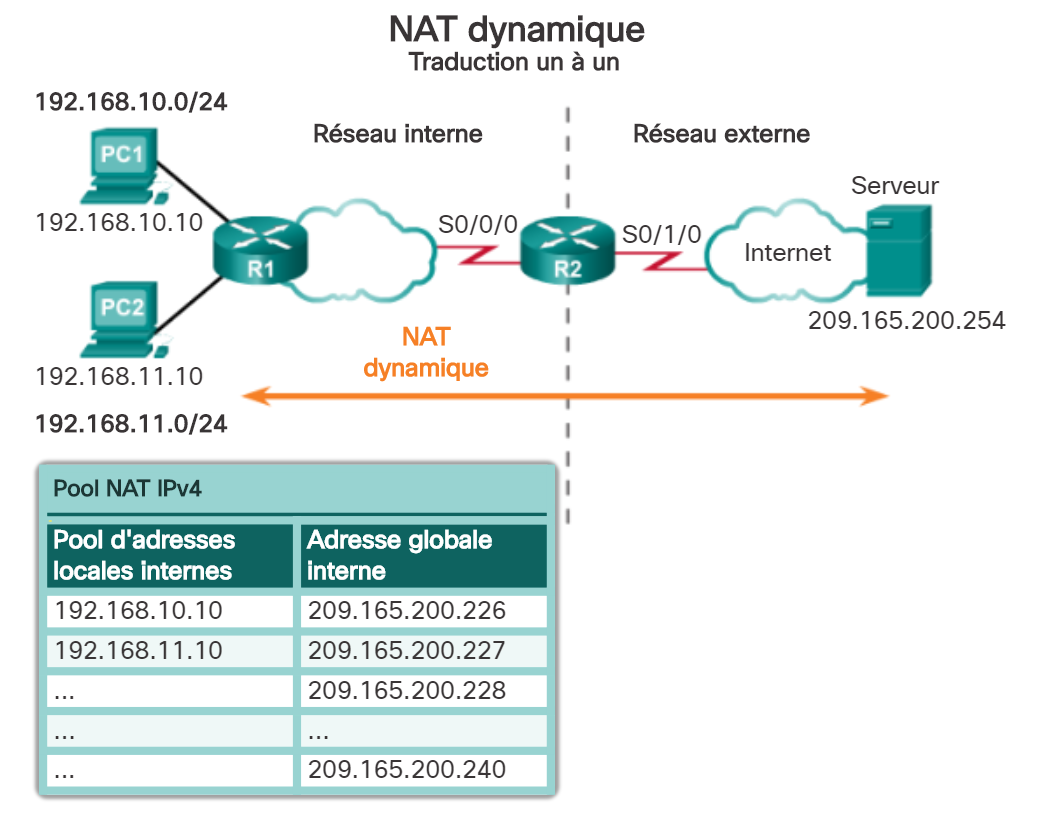 NAT dynamique
Traduction un à un
192.168.10.0/24
Réseau interne
Réseau externe
PC1
Serveur
192.168.10.10
S0/0/0
S0/1/0
Internet
R1
R2
PC2
209.165.200.254
NAT
dynamique
192.168.11.10
192.168.11.0/24
Pool NAT IPv4
Pool d'adresses
locales internes
Adresse globale
interne
192.168.10.10
209.165.200.226
192.168.11.10
209.165.200.227
...
209.165.200.228
...
...
...
209.165.200.240